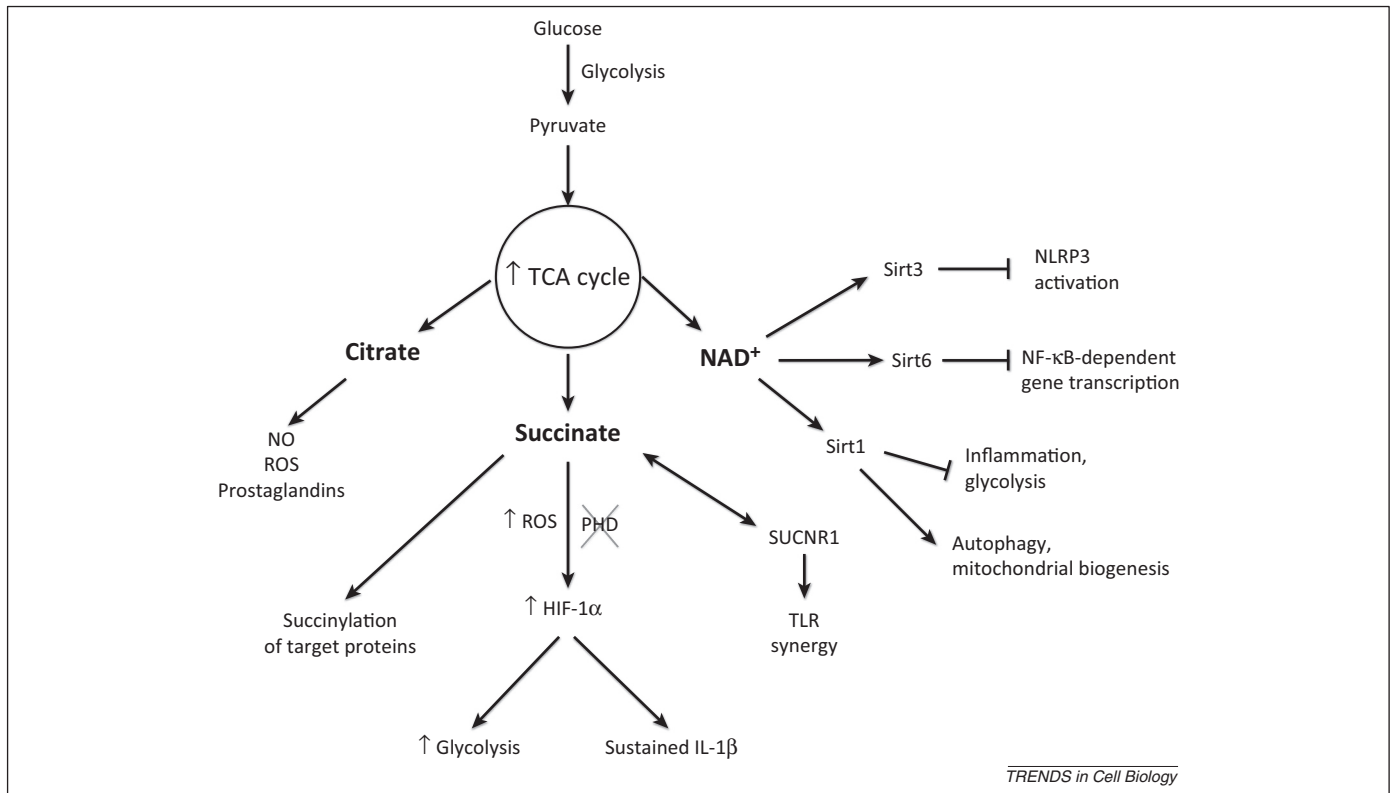 Glucose
Glycolysis
Pyruvate
↑ TCA cycle
Citrate
NO
ROS
Prostaglandins
Succinate
Succinylation
of target proteins
↑ ROS
PHD
↑ HIF-1α
↑ Glycolysis
Sustained IL-1β
SUCNR1
TLR
synergy
NAD⁺
Sirt3
NLRP3
activation
Sirt6
NF-κB-dependent
gene transcription
Sirt1
Inflammation,
glycolysis
Autophagy,
mitochondrial biogenesis
TRENDS in Cell Biology